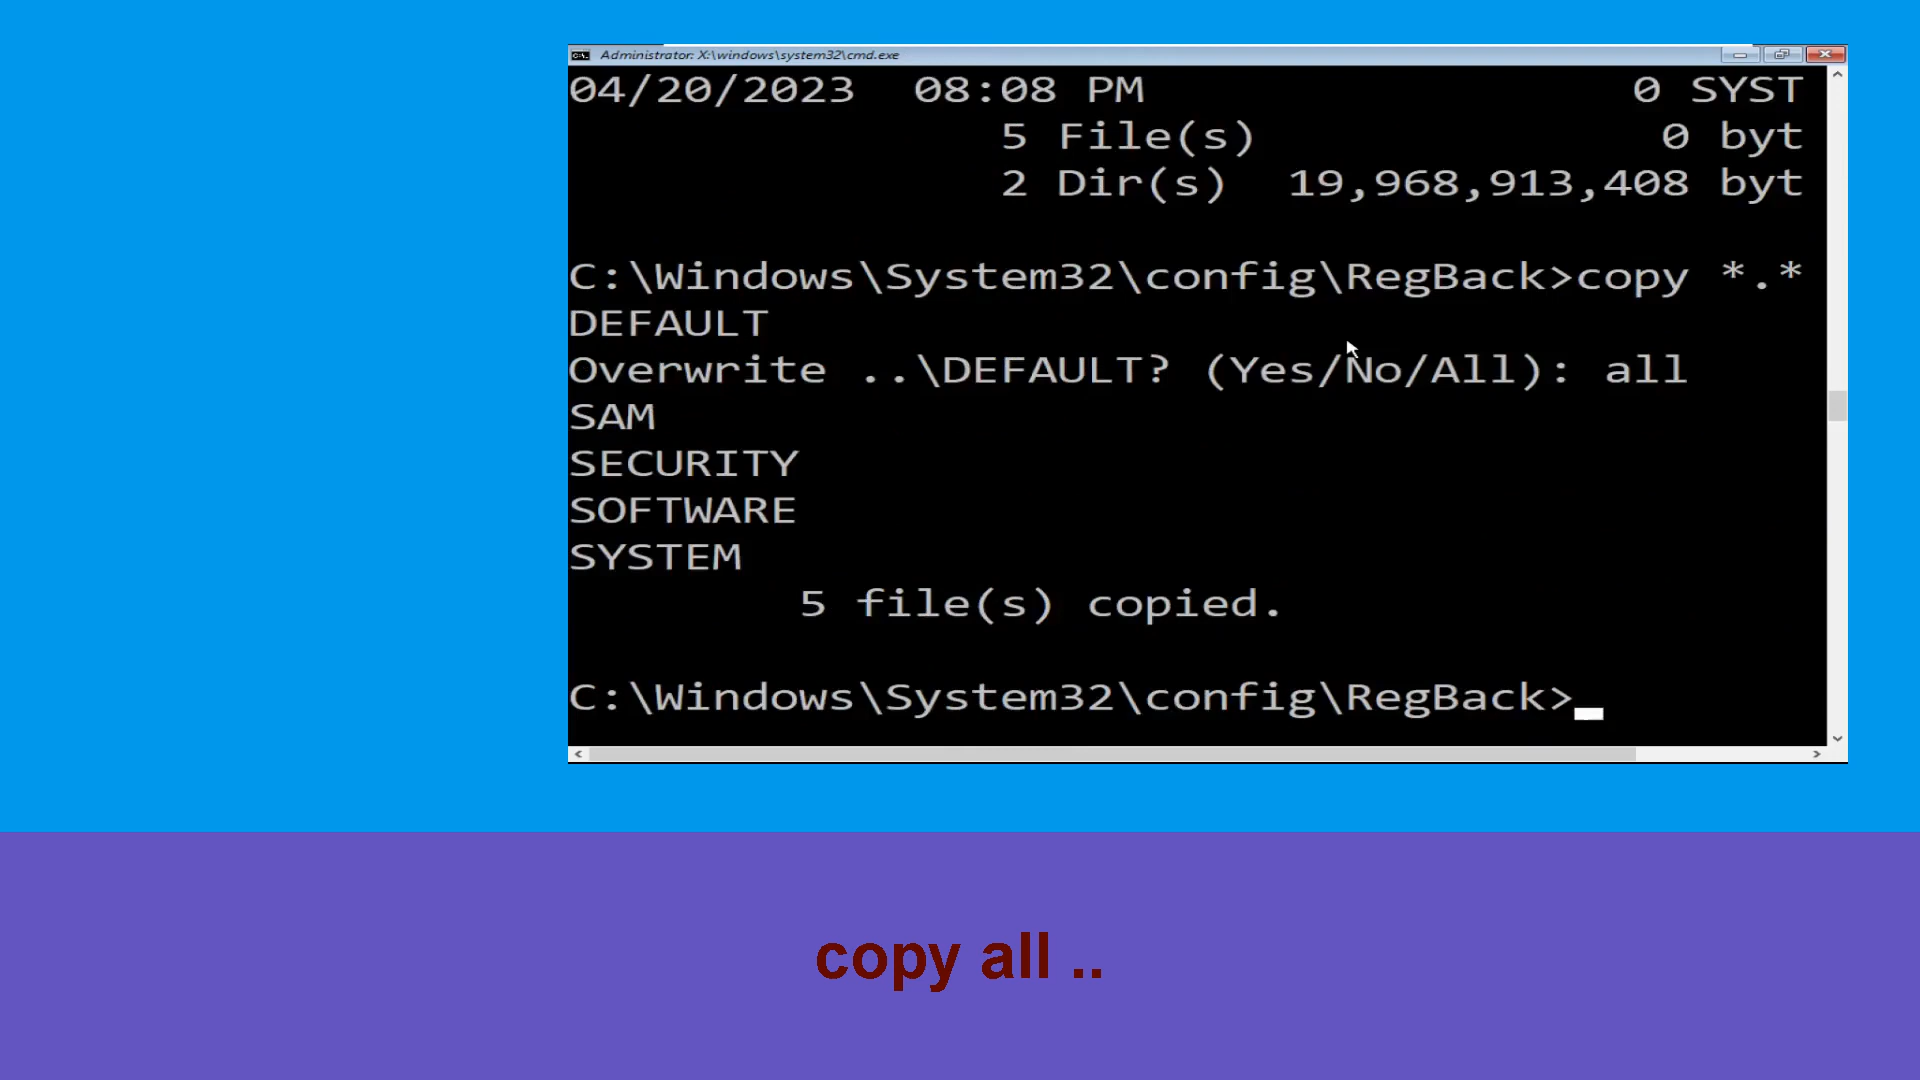 Administrator: X:\windows\system32\cmd.exe
04/20/2023 08:08 PM 0 SYST
5 File(s) 0 byt
2 Dir(s) 19,968,913,408 byt
C:\Windows\System32\config\RegBack>copy *.*
DEFAULT
Overwrite ..\DEFAULT? (Yes/No/All): all
SAM
SECURITY
SOFTWARE
SYSTEM
5 file(s) copied.
C:\Windows\System32\config\RegBack>
copy all ..